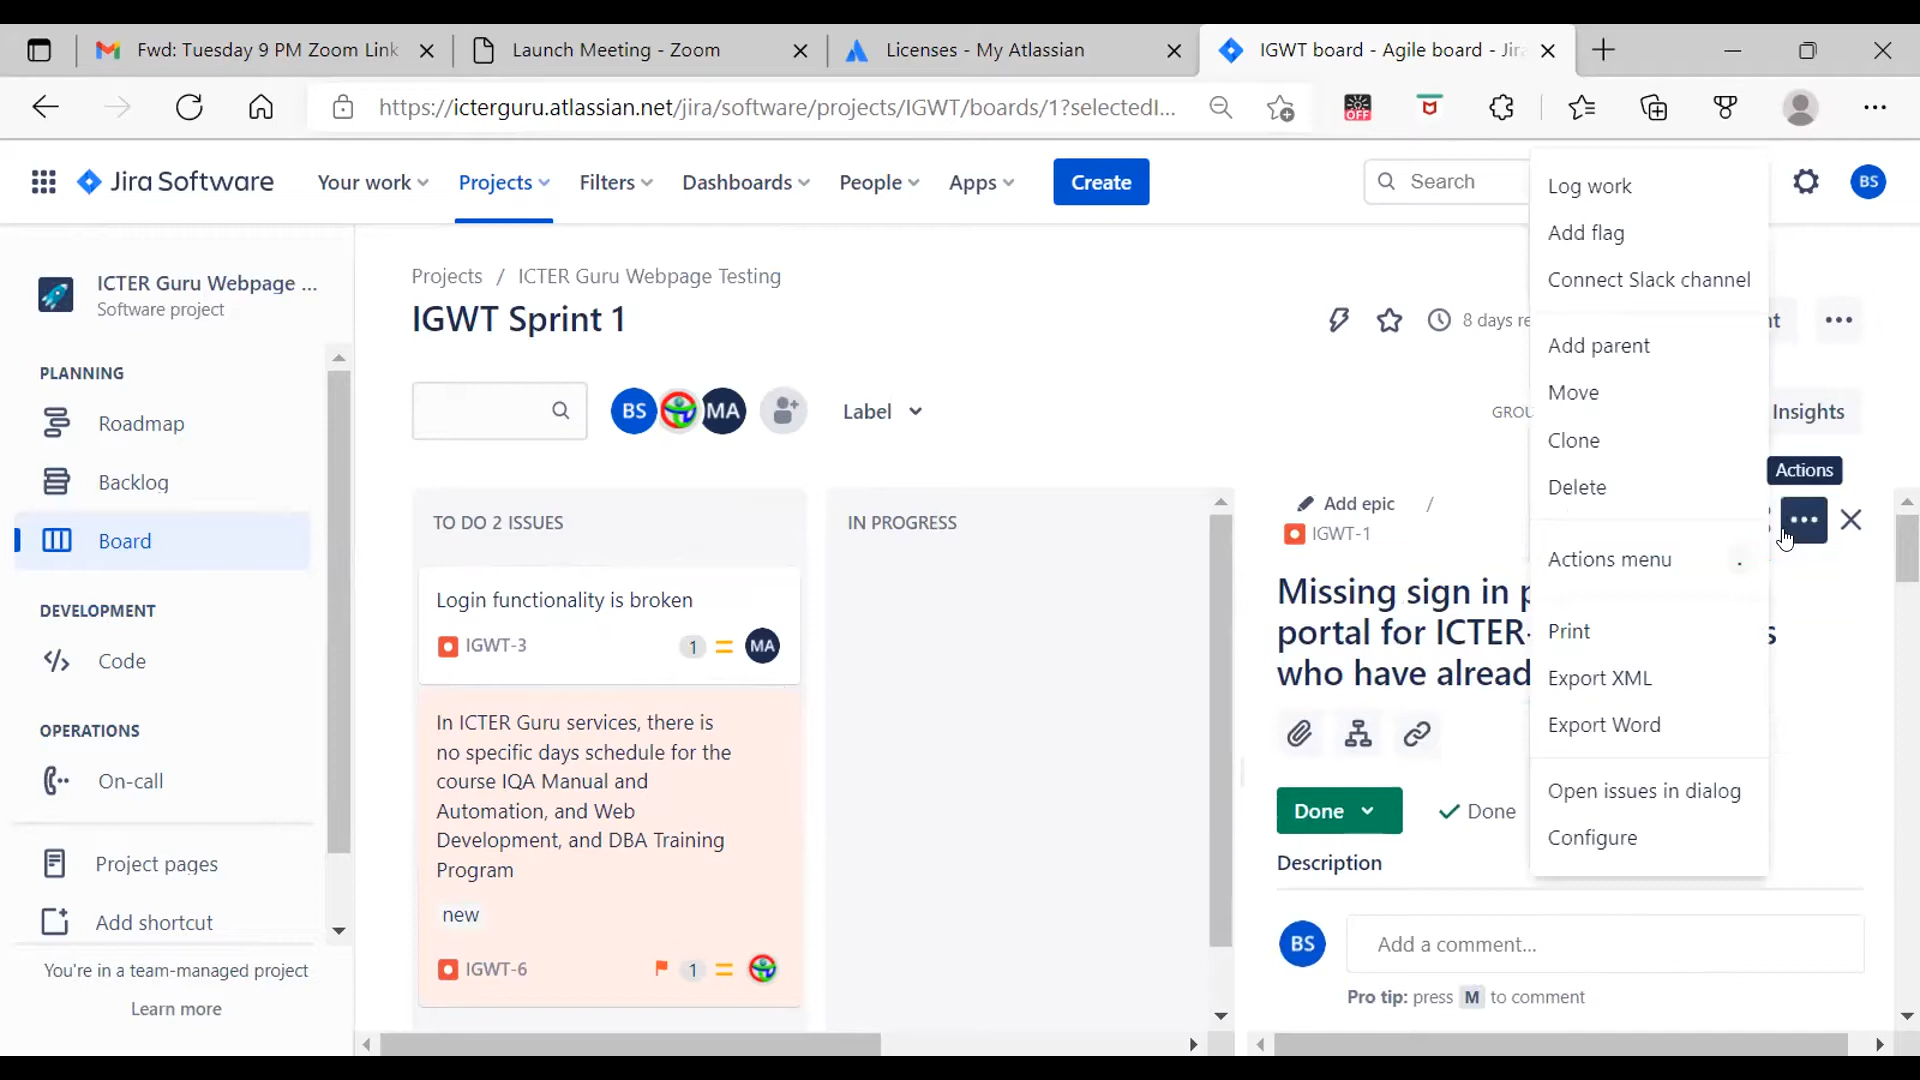 Fwd: Tuesday 9 PM Zoom Link
Launch Meeting - Zoom
Licenses - My Atlassian
IGWT board - Agile board - Jira
https://icterguru.atlassian.net/jira/software/projects/IGWT/boards/1?selectedI...
OFF
Jira Software
Your work
Projects
Filters
Dashboards
People
Apps
Create
Search
BS
ICTER Guru Webpage ...
Software project
PLANNING
Roadmap
Backlog
Board
DEVELOPMENT
Code
OPERATIONS
On-call
Project pages
Add shortcut
You're in a team-managed project
Learn more
Projects / ICTER Guru Webpage Testing
IGWT Sprint 1
8 days re
BS
MA
Label
GROU
Insights
TO DO 2 ISSUES
Login functionality is broken
IGWT-3
1
MA
In ICTER Guru services, there is
no specific days schedule for the
course IQA Manual and
Automation, and Web
Development, and DBA Training
Program
new
IGWT-6
1
IN PROGRESS
Add epic /
IGWT-1
Missing sign in p
portal for ICTER- s
who have alread
Done
Done
Description
BS
Add a comment...
Pro tip: press M to comment
Log work
Add flag
Connect Slack channel
Add parent
Move
Clone
Delete
Actions menu .
Print
Export XML
Export Word
Open issues in dialog
Configure
Actions